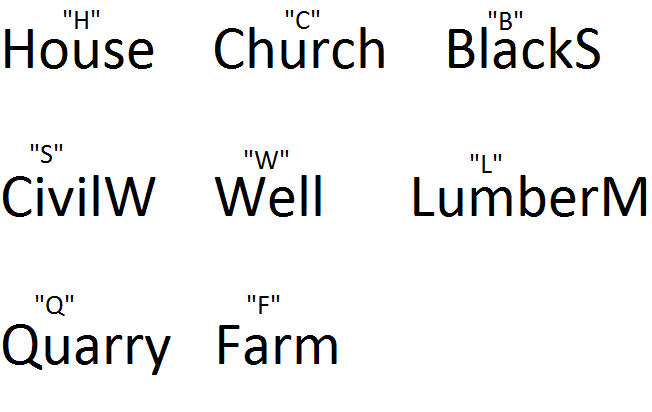 "H" "C" "B"
House Church BlackS
"S" "W" "L"
CivilW Well LumberM
"Q" "F"
Quarry Farm